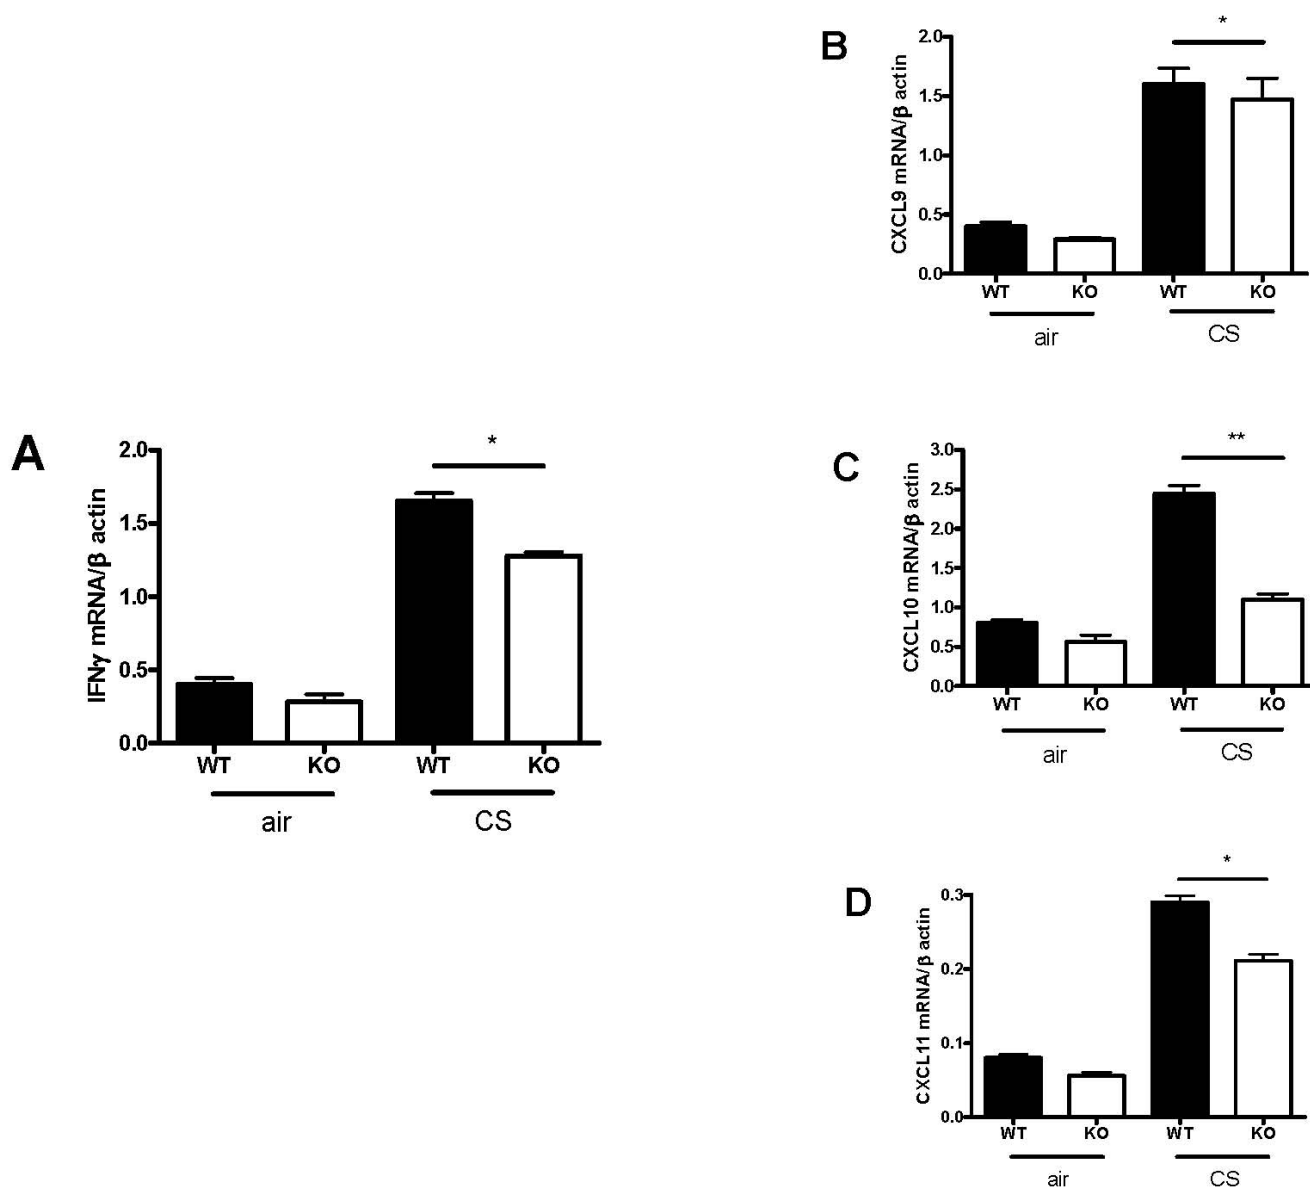 A
IFNγ mRNA/β actin
2.0
1.5
1.0
0.5
0.0
*
WT KO WT KO
air CS
B
CXCL9 mRNA/β actin
2.0
1.5
1.0
0.5
0.0
*
WT KO WT KO
air CS
C
CXCL10 mRNA/β actin
3.0
2.5
2.0
1.5
1.0
0.5
0.0
**
WT KO WT KO
air CS
D
CXCL11 mRNA/β actin
0.3
0.2
0.1
0.0
*
WT KO WT KO
air CS